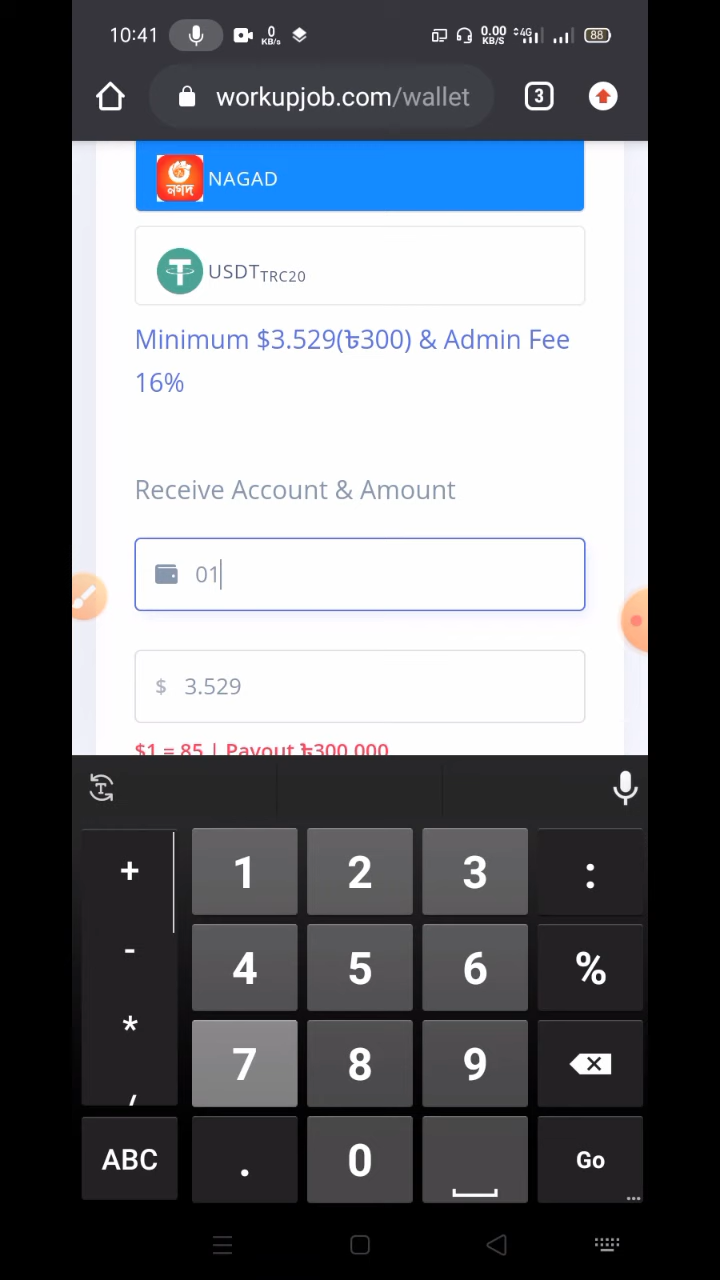 10:41 0 KB/s 0.00 KB/S 4G 88
workupjob.com/wallet 3
নগদ NAGAD
USDT TRC20
Minimum $3.529(৳300) & Admin Fee
16%
Receive Account & Amount
01
$ 3.529
$1 = 85 | Payout ৳300.000
T
+ 1 2 3 :
- 4 5 6 %
* 7 8 9
/
ABC . 0 Go